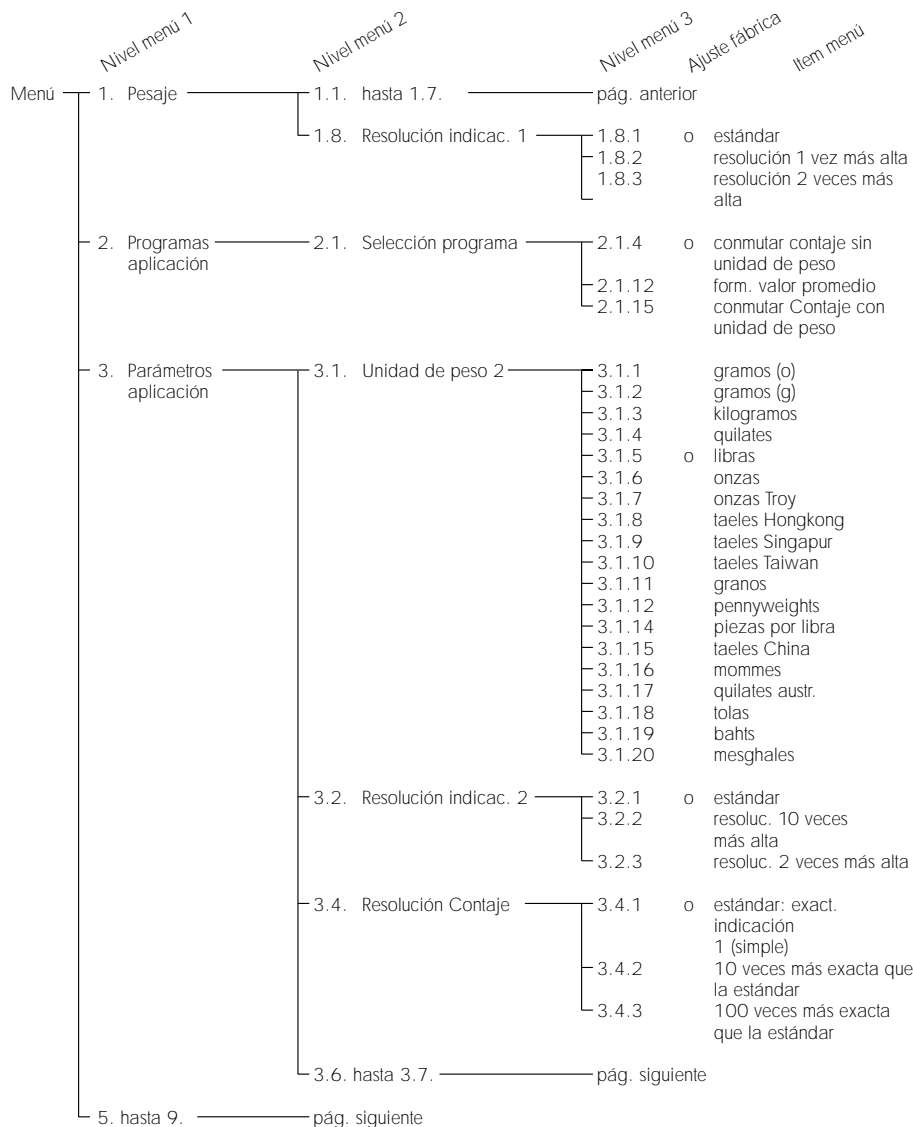 Nivel menú 1 Nivel menú 2 Nivel menú 3 Ajuste fábrica Item menú
Menú 1. Pesaje 1.1. hasta 1.7. pág. anterior
1.8. Resolución indicac. 1 1.8.1 o estándar
1.8.2 resolución 1 vez más alta
1.8.3 resolución 2 veces más
alta
2. Programas 2.1. Selección programa 2.1.4 o conmutar contaje sin
aplicación unidad de peso
2.1.12 form. valor promedio
2.1.15 conmutar Contaje con
unidad de peso
3. Parámetros 3.1. Unidad de peso 2 3.1.1 gramos (o)
aplicación 3.1.2 gramos (g)
3.1.3 kilogramos
3.1.4 quilates
3.1.5 o libras
3.1.6 onzas
3.1.7 onzas Troy
3.1.8 taeles Hongkong
3.1.9 taeles Singapur
3.1.10 taeles Taiwan
3.1.11 granos
3.1.12 pennyweights
3.1.14 piezas por libra
3.1.15 taeles China
3.1.16 mommes
3.1.17 quilates austr.
3.1.18 tolas
3.1.19 bahts
3.1.20 mesghales
3.2. Resolución indicac. 2 3.2.1 o estándar
3.2.2 resoluc. 10 veces
más alta
3.2.3 resoluc. 2 veces más alta
3.4. Resolución Contaje 3.4.1 o estándar: exact.
indicación
1 (simple)
3.4.2 10 veces más exacta que
la estándar
3.4.3 100 veces más exacta
que la estándar
3.6. hasta 3.7. pág. siguiente
5. hasta 9. pág. siguiente